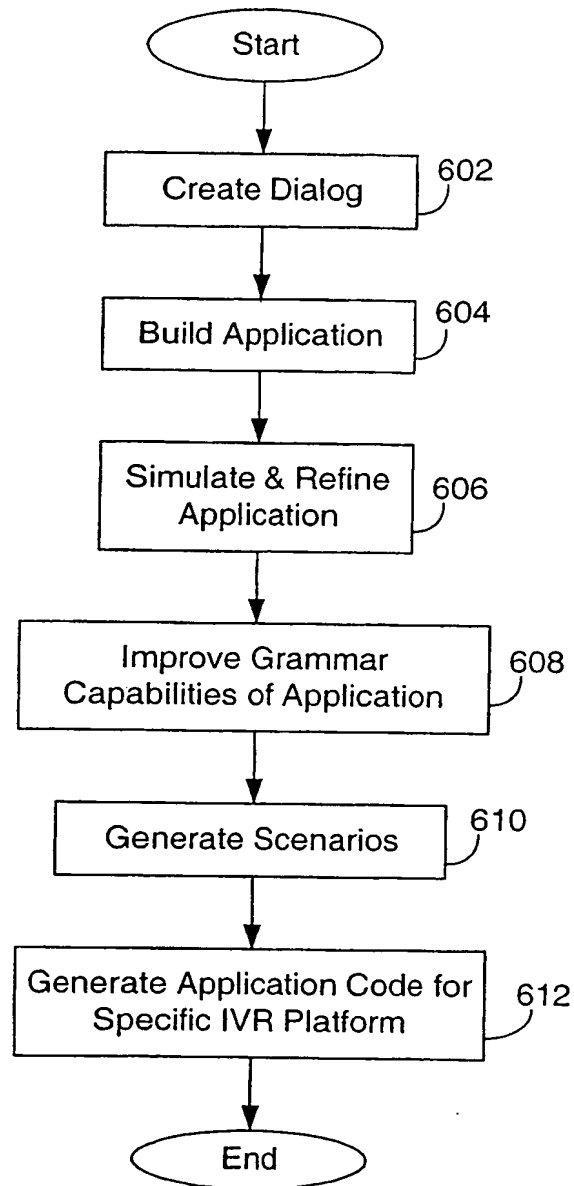 Start
Create Dialog
602
Build Application
604
Simulate & Refine
Application
606
Improve Grammar
Capabilities of Application
608
Generate Scenarios
610
Generate Application Code for
Specific IVR Platform
612
End